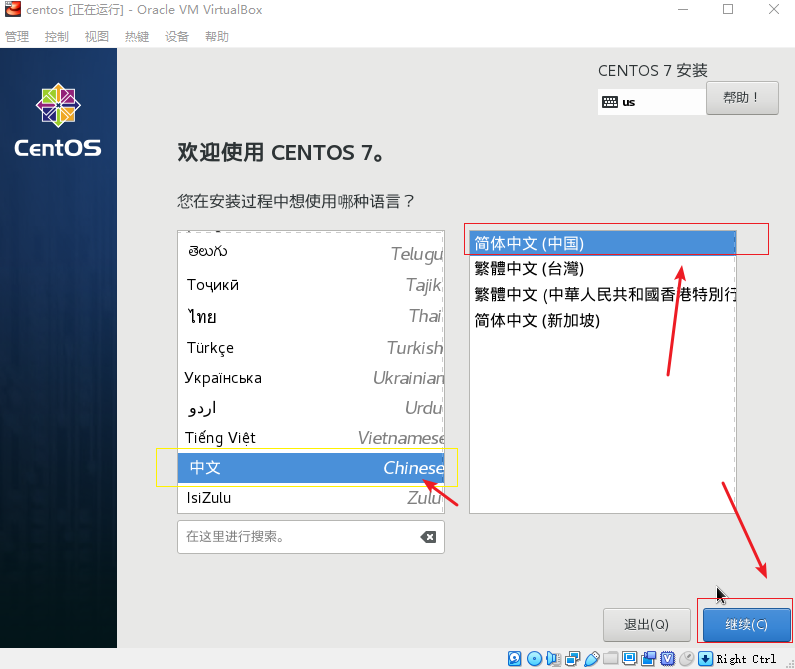 centos [正在运行] - Oracle VM VirtualBox
管理 控制 视图 热键 设备 帮助
CENTOS 7 安装
us
帮助！
CentOS
欢迎使用 CENTOS 7。
您在安装过程中想使用哪种语言？
తెలుగు Telugu
Тоҷикӣ Tajik
ไทย Thai
Türkçe Turkish
Українська Ukrainian
اردو Urdu
Tiếng Việt Vietnamese
中文 Chinese
IsiZulu Zulu
简体中文 (中国)
繁體中文 (台灣)
繁體中文 (中華人民共和國香港特別行
简体中文 (新加坡)
在这里进行搜索。
退出(Q)
继续(C)
Right Ctrl